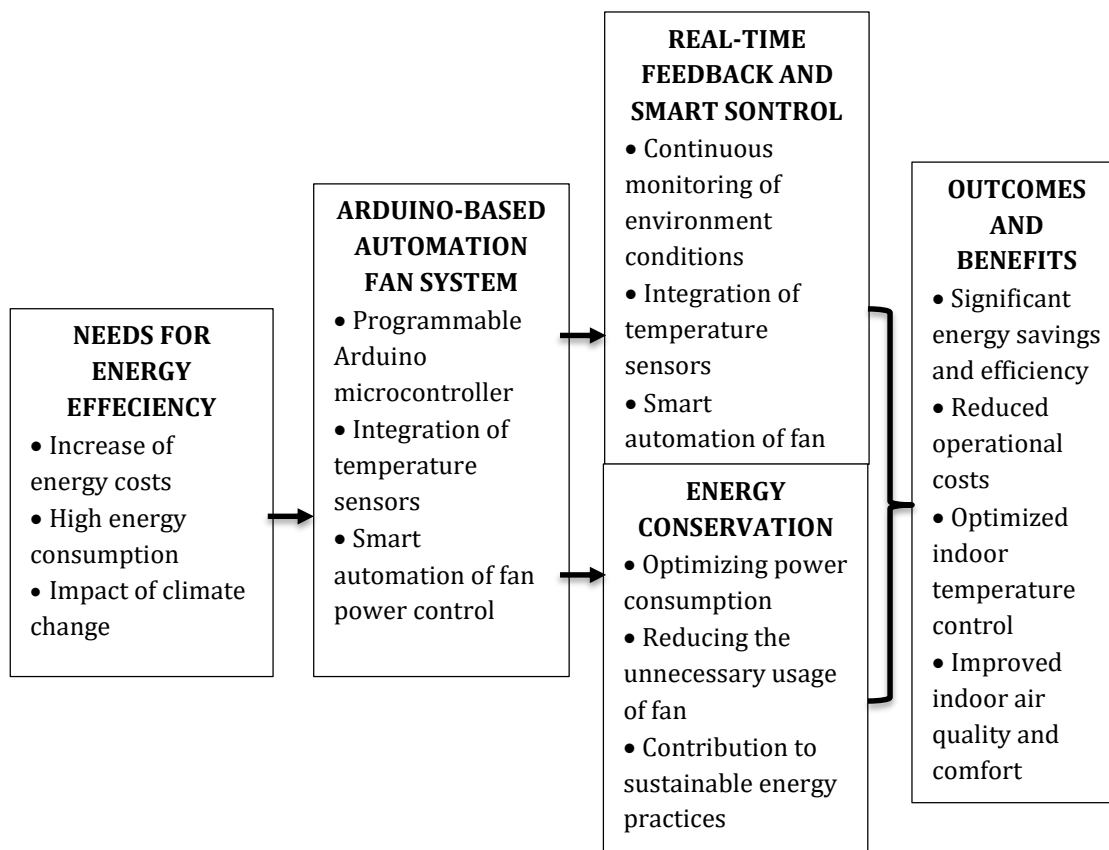 NEEDS FOR
ENERGY
EFFECIENCY
• Increase of
energy costs
• High energy
consumption
• Impact of climate
change
ARDUINO-BASED
AUTOMATION
FAN SYSTEM
• Programmable
Arduino
microcontroller
• Integration of
temperature
sensors
• Smart
automation of fan
power control
REAL-TIME
FEEDBACK AND
SMART SONTROL
• Continuous
monitoring of
environment
conditions
• Integration of
temperature
sensors
• Smart
automation of fan
ENERGY
CONSERVATION
• Optimizing power
consumption
• Reducing the
unnecessary usage
of fan
• Contribution to
sustainable energy
practices
OUTCOMES
AND
BENEFITS
• Significant
energy savings
and efficiency
• Reduced
operational
costs
• Optimized
indoor
temperature
control
• Improved
indoor air
quality and
comfort